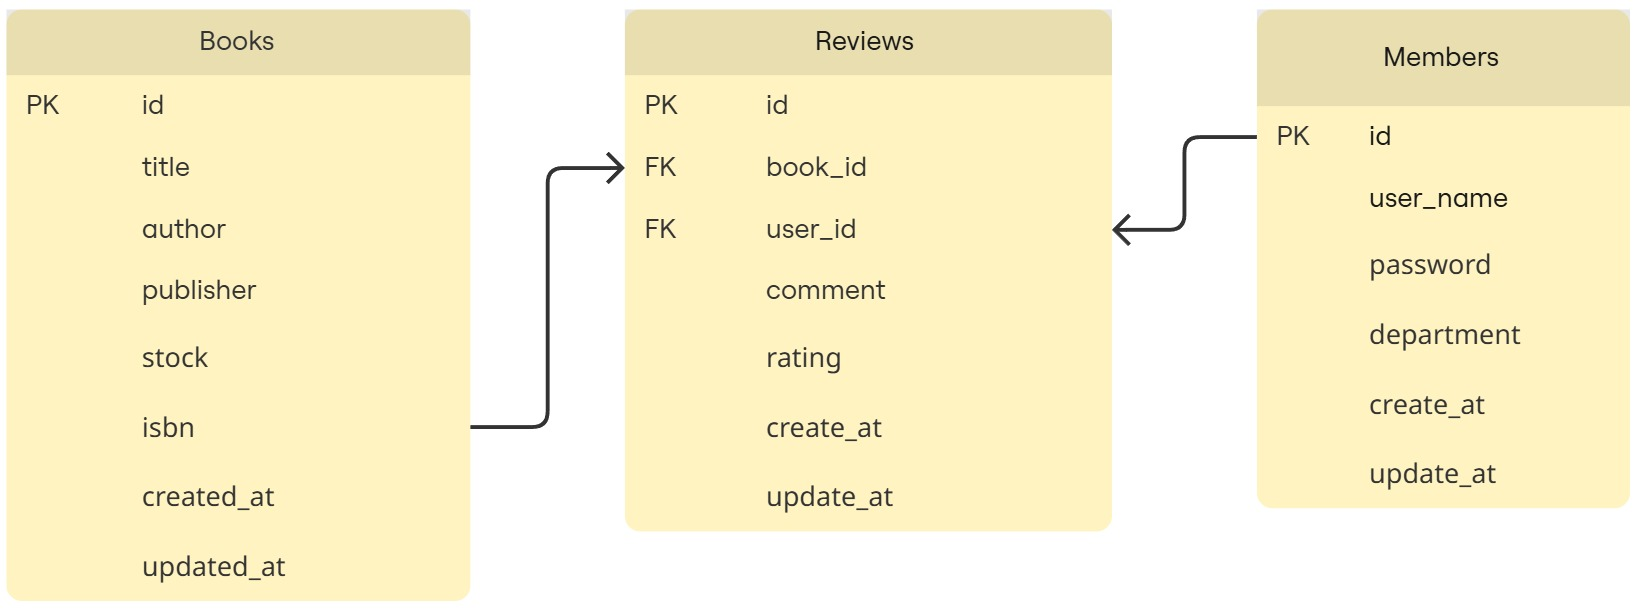 Books
PK id
title
author
publisher
stock
isbn
created_at
updated_at
Reviews
PK id
FK book_id
FK user_id
comment
rating
create_at
update_at
Members
PK id
user_name
password
department
create_at
update_at